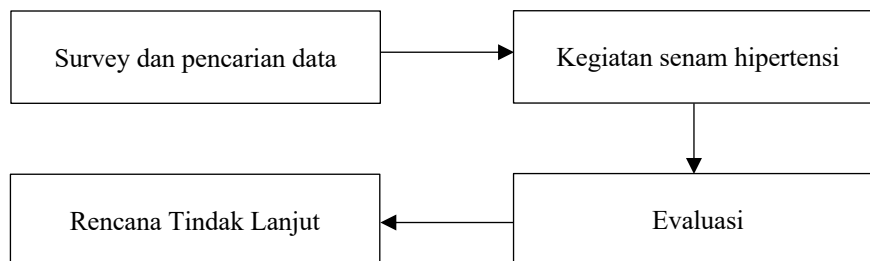 Survey dan pencarian data
Kegiatan senam hipertensi
Rencana Tindak Lanjut
Evaluasi